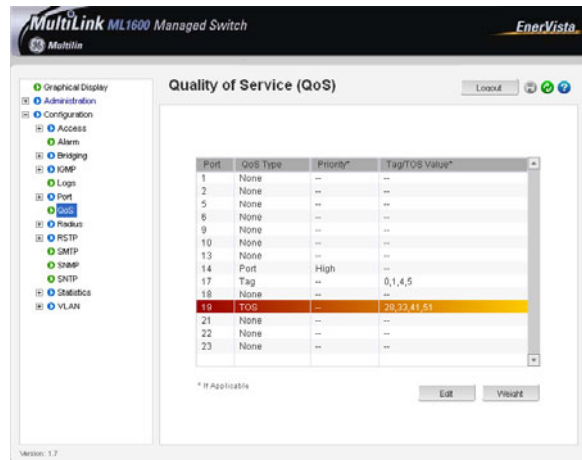 MultiLink ML1600 Managed Switch
EnerVista
Multilin
Quality of Service (QoS)
Logout
Graphical Display
Administration
Configuration
Access
Alarm
Bridging
IGMP
Logs
Port
QoS
Radius
RSTP
SMTP
SNMP
SNTP
Statistics
VLAN
Port QoS Type Priority* Tag/TOS Value*
1 None -- --
2 None -- --
5 None -- --
6 None -- --
9 None -- --
10 None -- --
13 None -- --
14 Port High --
17 Tag -- 0,1,4,5
18 None -- --
19 TOS -- 28,33,41,51
21 None -- --
22 None -- --
23 None -- --
* If Applicable
Edit Weight
Version: 1.7